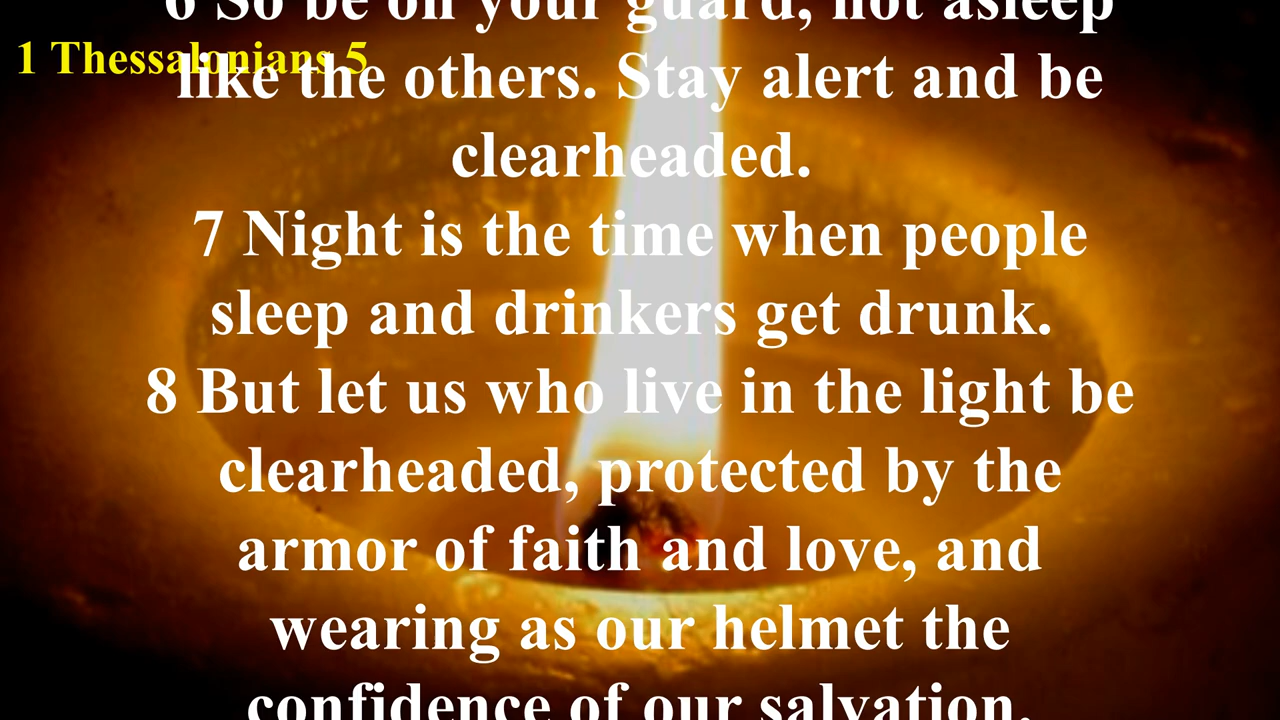 6 So be on your guard, not asleep
1 Thessalonians 5
like the others. Stay alert and be
clearheaded.
7 Night is the time when people
sleep and drinkers get drunk.
8 But let us who live in the light be
clearheaded, protected by the
armor of faith and love, and
wearing as our helmet the
confidence of our salvation.